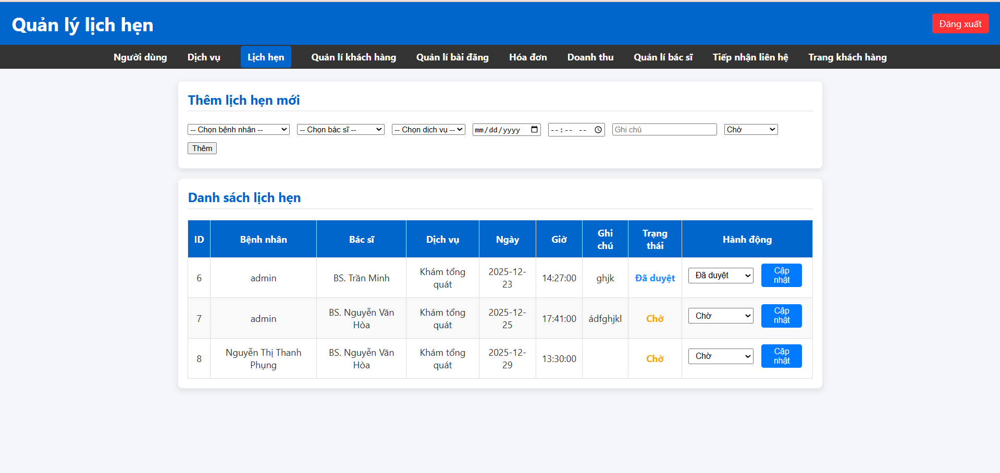 Quản lý lịch hẹn
Đăng xuất
Người dùng Dịch vụ Lịch hẹn Quản lí khách hàng Quản lí bài đăng Hóa đơn Doanh thu Quản lí bác sĩ Tiếp nhận liên hệ Trang khách hàng
Thêm lịch hẹn mới
-- Chọn bệnh nhân -- -- Chọn bác sĩ -- -- Chọn dịch vụ -- mm/dd/yyyy --:-- -- Ghi chú Chờ
Thêm
Danh sách lịch hẹn
ID Bệnh nhân Bác sĩ Dịch vụ Ngày Giờ Ghi chú Trạng thái Hành động
6 admin BS. Trần Minh Khám tổng quát 2025-12-23 14:27:00 ghjk Đã duyệt Đã duyệt Cập nhật
7 admin BS. Nguyễn Văn Hòa Khám tổng quát 2025-12-25 17:41:00 ádfghjkl Chờ Chờ Cập nhật
8 Nguyễn Thị Thanh Phụng BS. Nguyễn Văn Hòa Khám tổng quát 2025-12-29 13:30:00 Chờ Chờ Cập nhật